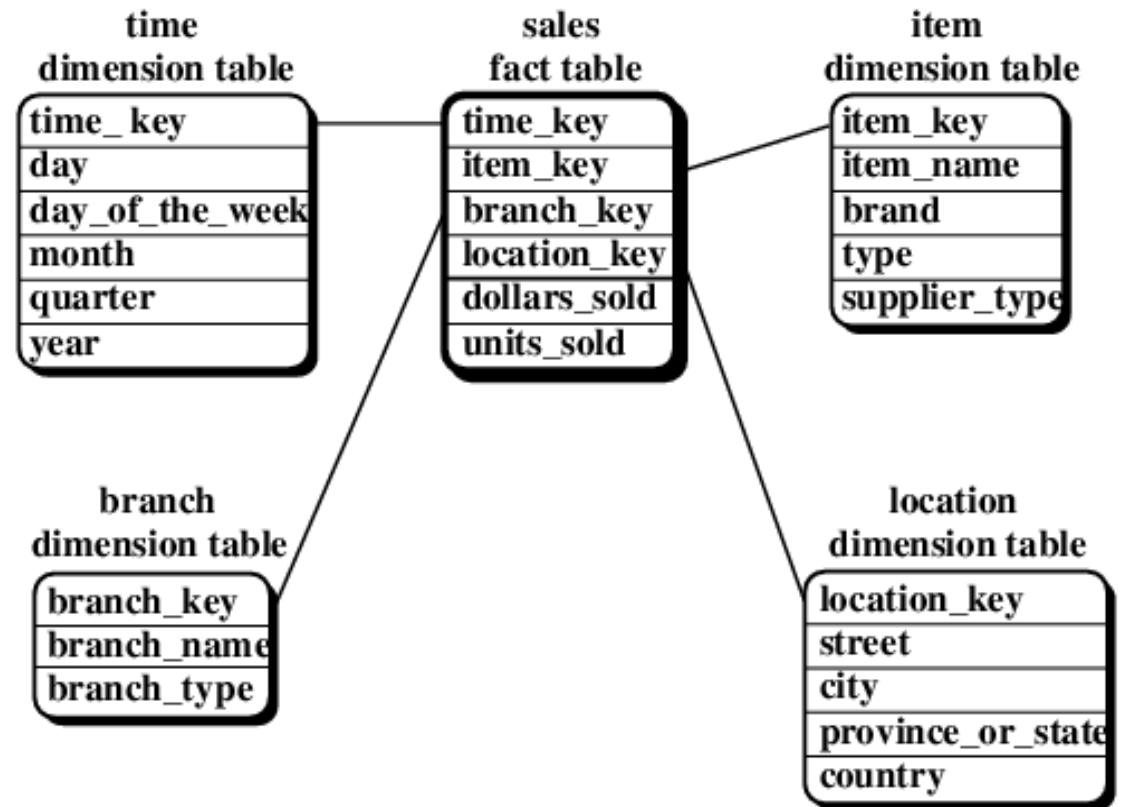 time
dimension table
time_ key
day
day_of_the_week
month
quarter
year
sales
fact table
time_key
item_key
branch_key
location_key
dollars_sold
units_sold
item
dimension table
item_key
item_name
brand
type
supplier_type
branch
dimension table
branch_key
branch_name
branch_type
location
dimension table
location_key
street
city
province_or_state
country